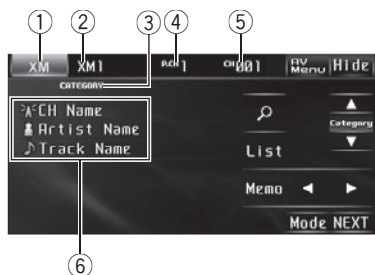 ① ② ③ ④ ⑤
XM XM1 P.CH 1 CH 001 AV Menu Hide
CATEGORY
CH Name
Artist Name
Track Name
Category
List
Memo
Mode NEXT
⑥